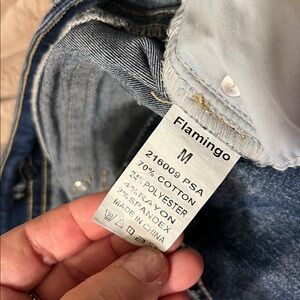 Flamingo
M
216009 PSA
70% COTTON
24% POLYESTER
4% RAYON
2% SPANDEX
MADE IN CHINA